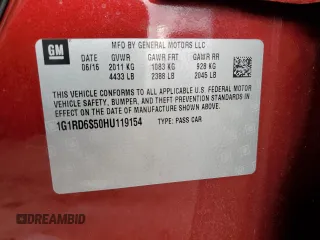 GM
MFD BY GENERAL MOTORS LLC
DATE GVWR GAWR FRT GAWR RR
06/16 2011 KG 1083 KG 928 KG
4433 LB 2388 LB 2045 LB
THIS VEHICLE CONFORMS TO ALL APPLICABLE U.S. FEDERAL MOTOR
VEHICLE SAFETY, BUMPER, AND THEFT PREVENTION STANDARDS IN
EFFECT ON THE DATE OF MANUFACTURE SHOWN ABOVE.
1G1RD6S50HU119154 TYPE: PASS CAR
DREAMBID